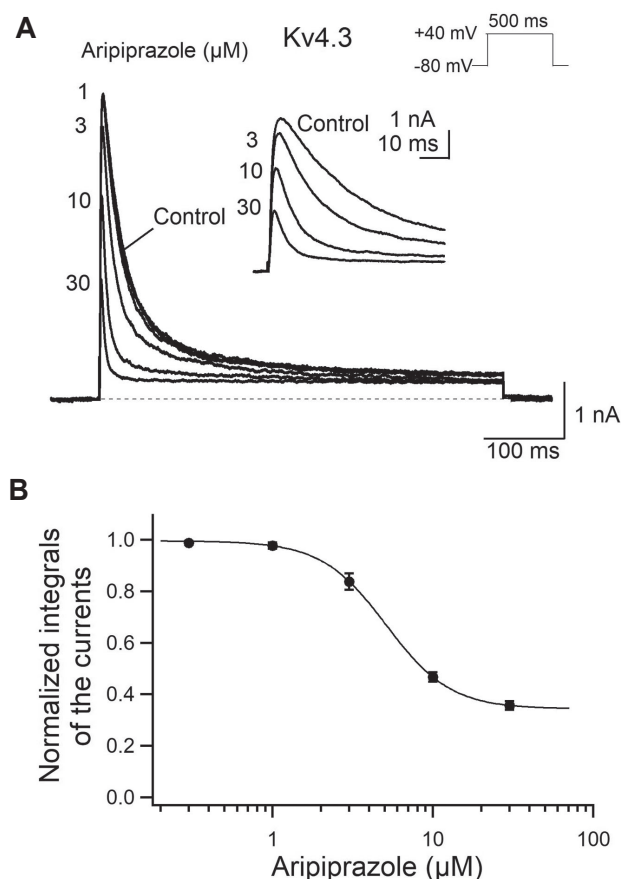 A
Aripiprazole (μM)
Kv4.3
500 ms
+40 mV
-80 mV
1
3
10
30
Control
3
10
30
Control
1 nA
10 ms
1 nA
100 ms
B
Normalized integrals
of the currents
1.0
0.8
0.6
0.4
0.2
0.0
1
10
100
Aripiprazole (μM)